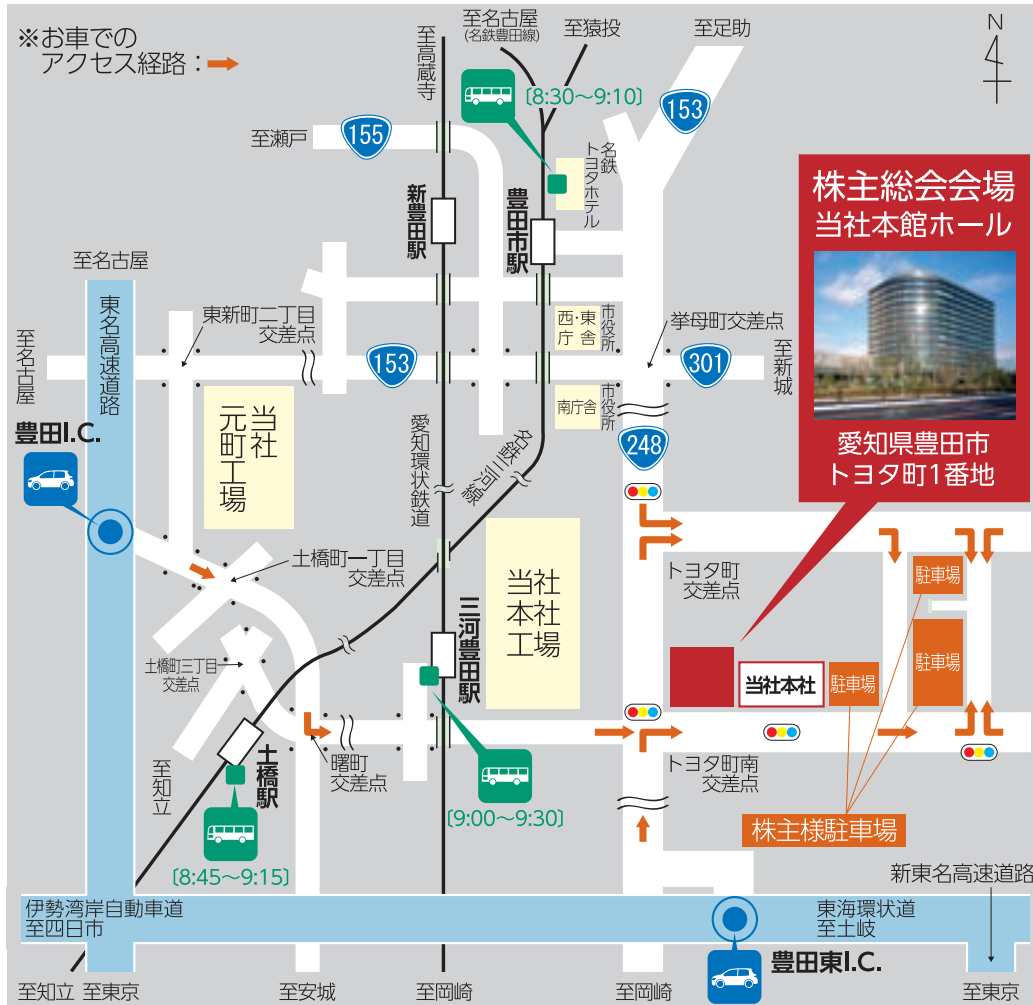 ※お車での
アクセス経路：
至高蔵寺
至名古屋
(名鉄豊田線)
至猿投
至足助
N
〔8:30～9:10〕
153
155
至瀬戸
名鉄
トヨタホテル
新豊田駅
豊田市駅
株主総会会場
当社本館ホール
愛知県豊田市
トヨタ町1番地
至名古屋
東名高速道路
至名古屋
東新町二丁目
交差点
153
西・東
庁舎
市役所
挙母町交差点
301
至新城
南庁舎
市役所
248
豊田I.C.
当社
元町工場
愛知環状鉄道
名鉄三河線
土橋町一丁目
交差点
当社
本社
工場
トヨタ町
交差点
駐車場
駐車場
土橋町三丁目
交差点
三河豊田駅
当社本社
駐車場
至知立
土橋駅
曙町
交差点
トヨタ町南
交差点
〔9:00～9:30〕
株主様駐車場
〔8:45～9:15〕
新東名高速道路
伊勢湾岸自動車道
至四日市
東海環状道
至土岐
豊田東I.C.
至知立
至東京
至安城
至岡崎
至岡崎
至東京